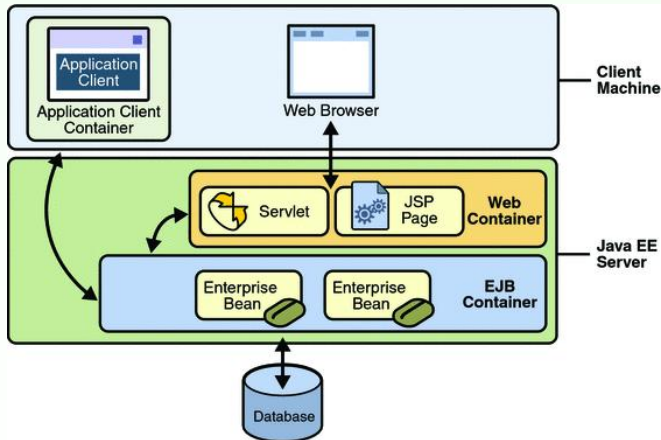 Application
Client
Application Client
Container
Web Browser
Client
Machine
Servlet
JSP
Page
Web
Container
Java EE
Server
Enterprise
Bean
Enterprise
Bean
EJB
Container
Database